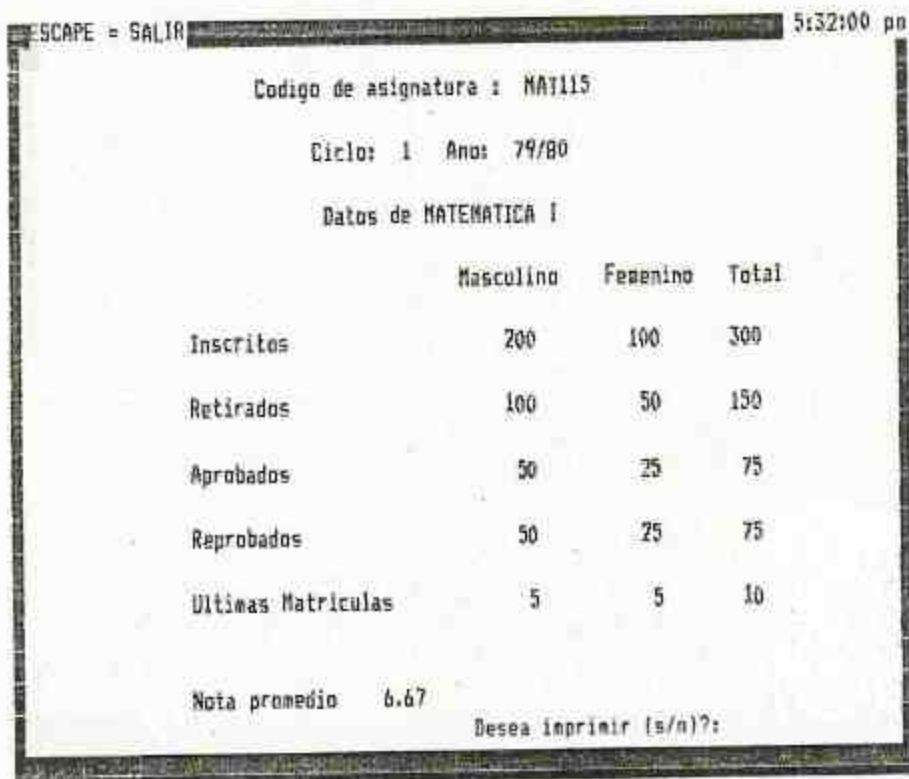 ESCAPE = SALIR 5:32:00 pm
Codigo de asignatura : MAT115
Ciclo: 1 Ano: 79/80
Datos de MATEMATICA I
Masculino Femenino Total
Inscritos 200 100 300
Retirados 100 50 150
Aprobados 50 25 75
Reprobados 50 25 75
Ultimas Matriculas 5 5 10
Nota promedio 6.67
Desea imprimir (s/n)?: